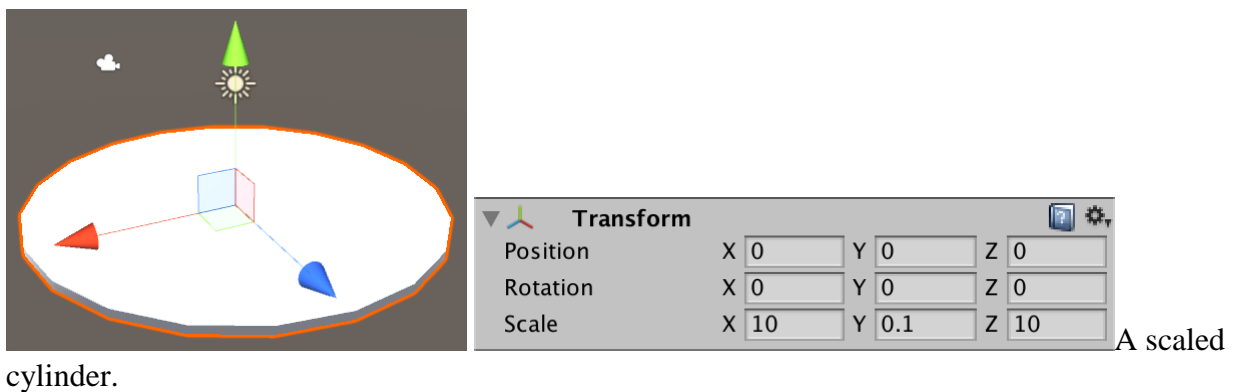 Transform
Position X 0 Y 0 Z 0
Rotation X 0 Y 0 Z 0
Scale X 10 Y 0.1 Z 10
A scaled
cylinder.